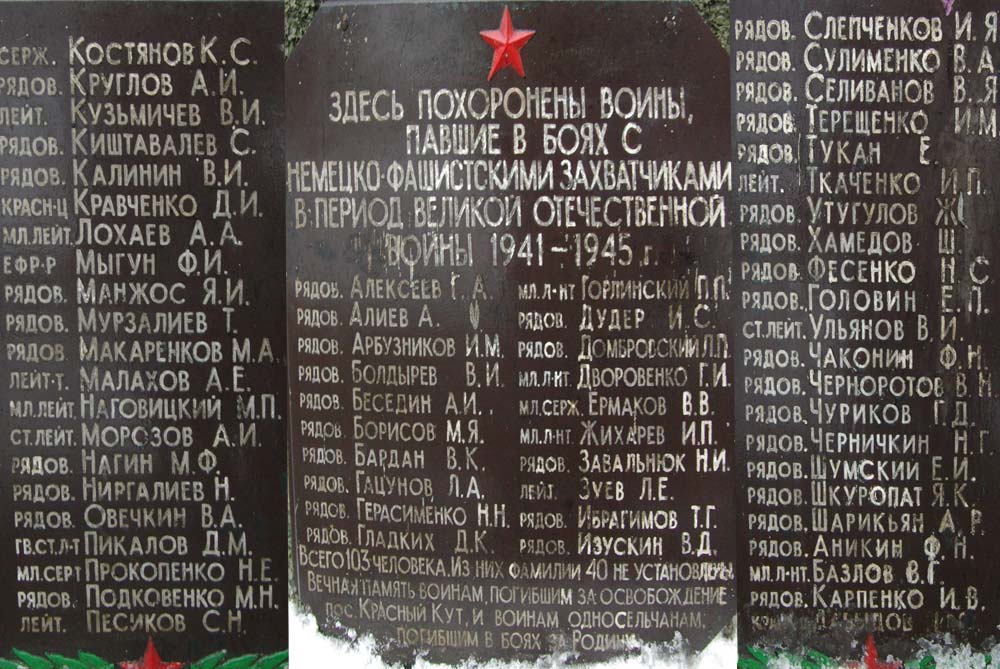 СЕРЖ. КОСТЯНОВ К. С.
РЯДОВ. КРУГЛОВ А.И.
ЛЕЙТ. КУЗЬМИЧЕВ В.И.
РЯДОВ. КИШТАВАЛЕВ С.
РЯДОВ. КАЛИНИН В.И.
КРАСН-Ц КРАВЧЕНКО Д.И.
МЛ.ЛЕЙТ. ЛОХАЕВ А.А.
ЕФР-Р МЫГУН Ф.И.
РЯДОВ. МАНЖОС Я.И.
РЯДОВ. МУРЗАЛИЕВ Т.
РЯДОВ. МАКАРЕНКОВ М.А.
ЛЕЙТ-Т. МАЛАХОВ А.Е.
МЛ.ЛЕЙТ. НАГОВИЦКИЙ М.П.
СТ.ЛЕЙТ. МОРОЗОВ А.И.
РЯДОВ. НАГИН М.Ф.
РЯДОВ. НИРГАЛИЕВ Н.
РЯДОВ. ОВЕЧКИН В.А.
ГВ.СТ.Л-Т ПИКАЛОВ Д.М.
МЛ.СЕРТ ПРОКОПЕНКО Н.Е.
РЯДОВ. ПОДКОВЕНКО М.Н.
ЛЕЙТ. ПЕСИКОВ С.Н.
ЗДЕСЬ ПОХОРОНЕНЫ ВОИНЫ,
ПАВШИЕ В БОЯХ С
НЕМЕЦКО-ФАШИСТСКИМИ ЗАХВАТЧИКАМИ
В ПЕРИОД ВЕЛИКОЙ ОТЕЧЕСТВЕННОЙ
ВОЙНЫ 1941-1945 г.
РЯДОВ. АЛЕКСЕЕВ Г.А.
РЯДОВ. АЛИЕВ А.
РЯДОВ. АРБУЗНИКОВ И.М.
РЯДОВ. БОЛДЫРЕВ В.И.
РЯДОВ. БЕСЕДИН А.И.
РЯДОВ. БОРИСОВ М.Я.
РЯДОВ. БАРДАН В.К.
РЯДОВ. ГАЦУНОВ Л.А.
РЯДОВ. ГЕРАСИМЕНКО Н.Н.
РЯДОВ. ГЛАДКИХ Д.К.
МЛ.Л-НТ ГОРЛИНСКИЙ П.П.
РЯДОВ. ДУДЕР И.С.
РЯДОВ. ДОМБРОВСКИЙ Л.П.
МЛ.Л-НТ. ДВОРОВЕНКО Г.И.
МЛ.СЕРЖ. ЕРМАКОВ В.В.
МЛ.Л-НТ. ЖИХАРЕВ И.П.
РЯДОВ. ЗАВАЛЬНЮК Н.И.
ЛЕЙТ. ЗУЕВ Л.Е.
РЯДОВ. ИБРАГИМОВ Т.Г.
РЯДОВ. ИЗУСКИН В.Д.
ВСЕГО 103 ЧЕЛОВЕКА. ИЗ НИХ ФАМИЛИИ 40 НЕ УСТАНОВЛЕНЫ
ВЕЧНАЯ ПАМЯТЬ ВОИНАМ, ПОГИБШИМ ЗА ОСВОБОЖДЕНИЕ
ПОС. КРАСНЫЙ КУТ, И ВОИНАМ ОДНОСЕЛЬЧАНАМ,
ПОГИБШИМ В БОЯХ ЗА РОДИНУ.
РЯДОВ. СЛЕПЧЕНКОВ И.Я
РЯДОВ. СУЛИМЕНКО В.А
РЯДОВ. СЕЛИВАНОВ В.Я
РЯДОВ. ТЕРЕЩЕНКО И.М
РЯДОВ. ТУКАН Е.
ЛЕЙТ. ТКАЧЕНКО И.П.
РЯДОВ. УТУГУЛОВ Ж.
РЯДОВ. ХАМЕДОВ Ш.
РЯДОВ. ФЕСЕНКО Н.С.
РЯДОВ. ГОЛОВИН Е.П.
СТ.ЛЕЙТ. УЛЬЯНОВ В.И.
РЯДОВ. ЧАКОНИН Ф.Н.
РЯДОВ. ЧЕРНОРОТОВ В.Н
РЯДОВ. ЧУРИКОВ Г.Д.
РЯДОВ. ЧЕРНИЧКИН Н.Г.
РЯДОВ. ШУМСКИЙ Е.И.
РЯДОВ. ШКУРОПАТ Я.К.
РЯДОВ. ШАРИКЬЯН А.Р.
РЯДОВ. АНИКИН Ф.Н.
МЛ.Л-НТ. БАЗЛОВ В.Г.
РЯДОВ. КАРПЕНКО И.В.
ДАВЫДОВ